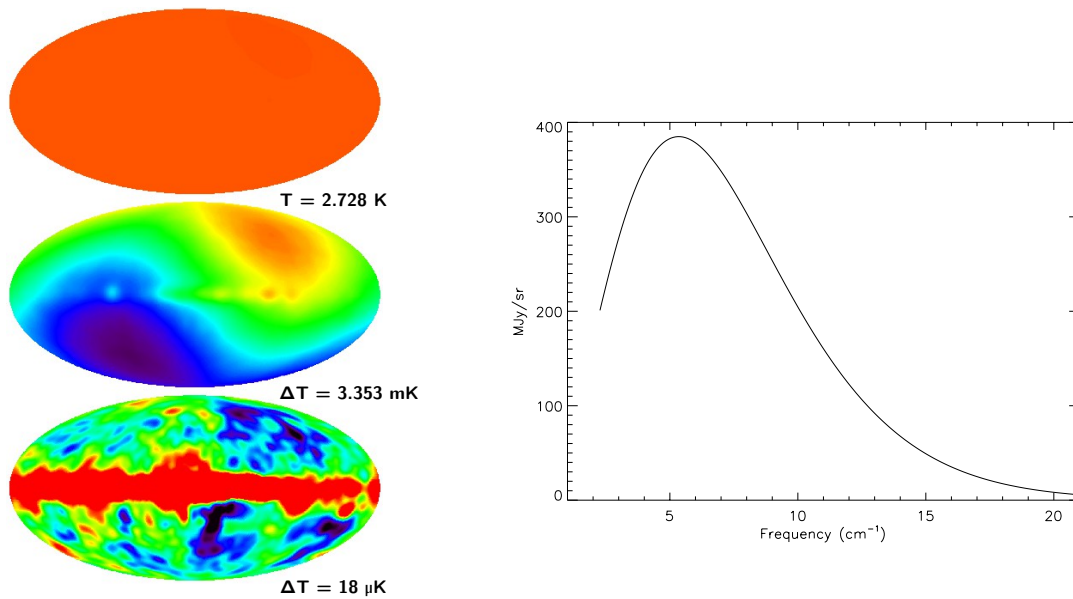 T = 2.728 K
ΔT = 3.353 mK
ΔT = 18 µK
400
300
200
100
0
MJy/sr
5 10 15 20
Frequency (cm⁻¹)